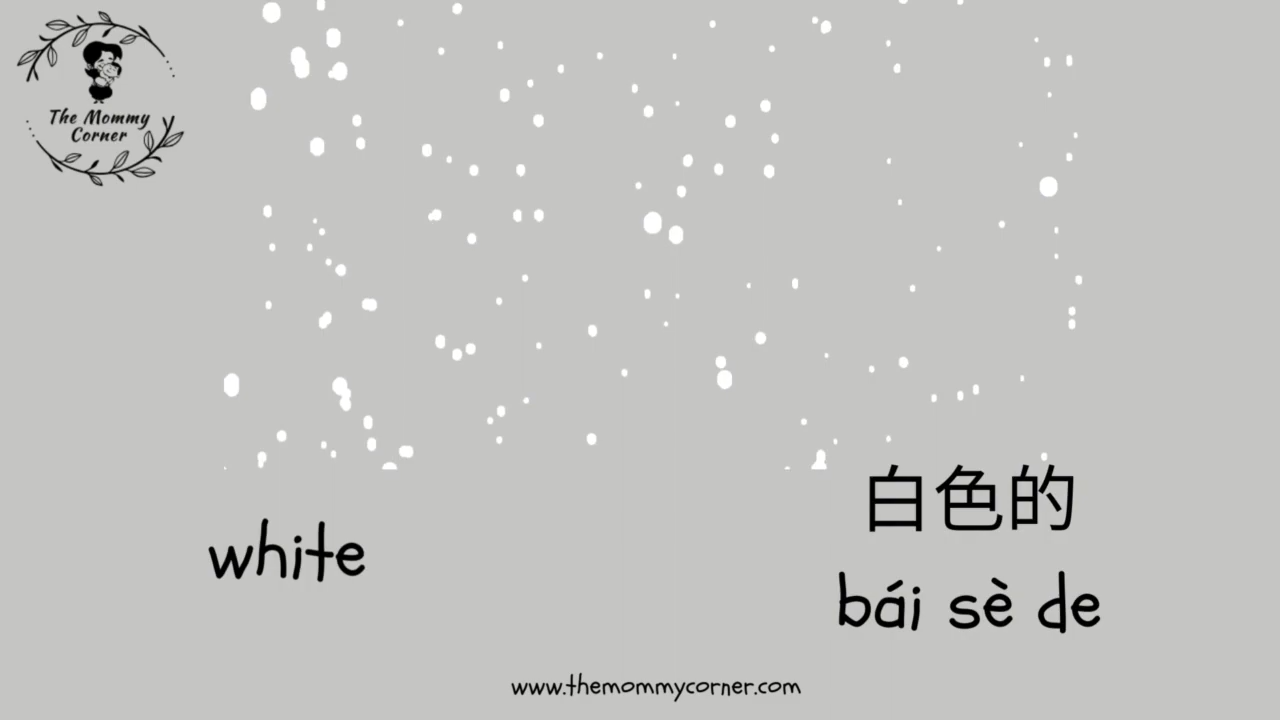 The Mommy
Corner
white
白色的
bái sè de
www.themommycorner.com